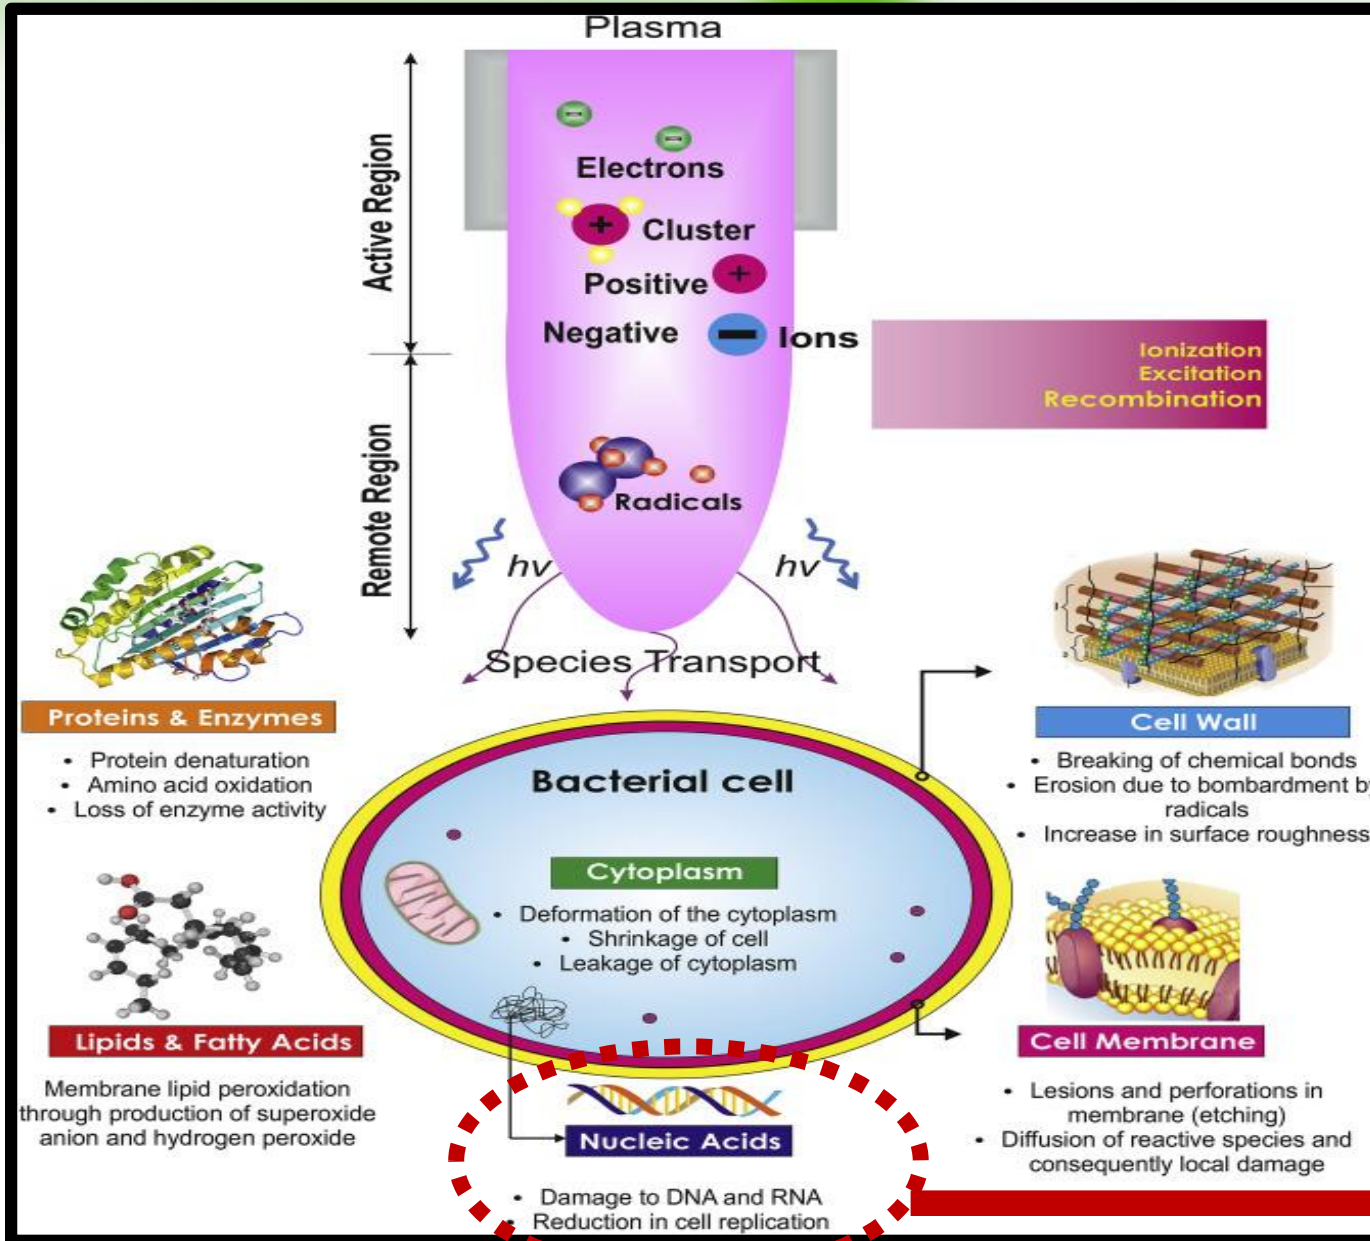 Plasma
Active Region
Electrons
Cluster
Positive
Negative
Ions
Ionization
Excitation
Recombination
Remote Region
Radicals
hv
hv
Species Transport
Proteins & Enzymes
• Protein denaturation
• Amino acid oxidation
• Loss of enzyme activity
Cell Wall
• Breaking of chemical bonds
• Erosion due to bombardment by
radicals
• Increase in surface roughness
Bacterial cell
Cytoplasm
• Deformation of the cytoplasm
• Shrinkage of cell
• Leakage of cytoplasm
Lipids & Fatty Acids
Membrane lipid peroxidation
through production of superoxide
anion and hydrogen peroxide
Cell Membrane
• Lesions and perforations in
membrane (etching)
• Diffusion of reactive species and
consequently local damage
Nucleic Acids
• Damage to DNA and RNA
• Reduction in cell replication